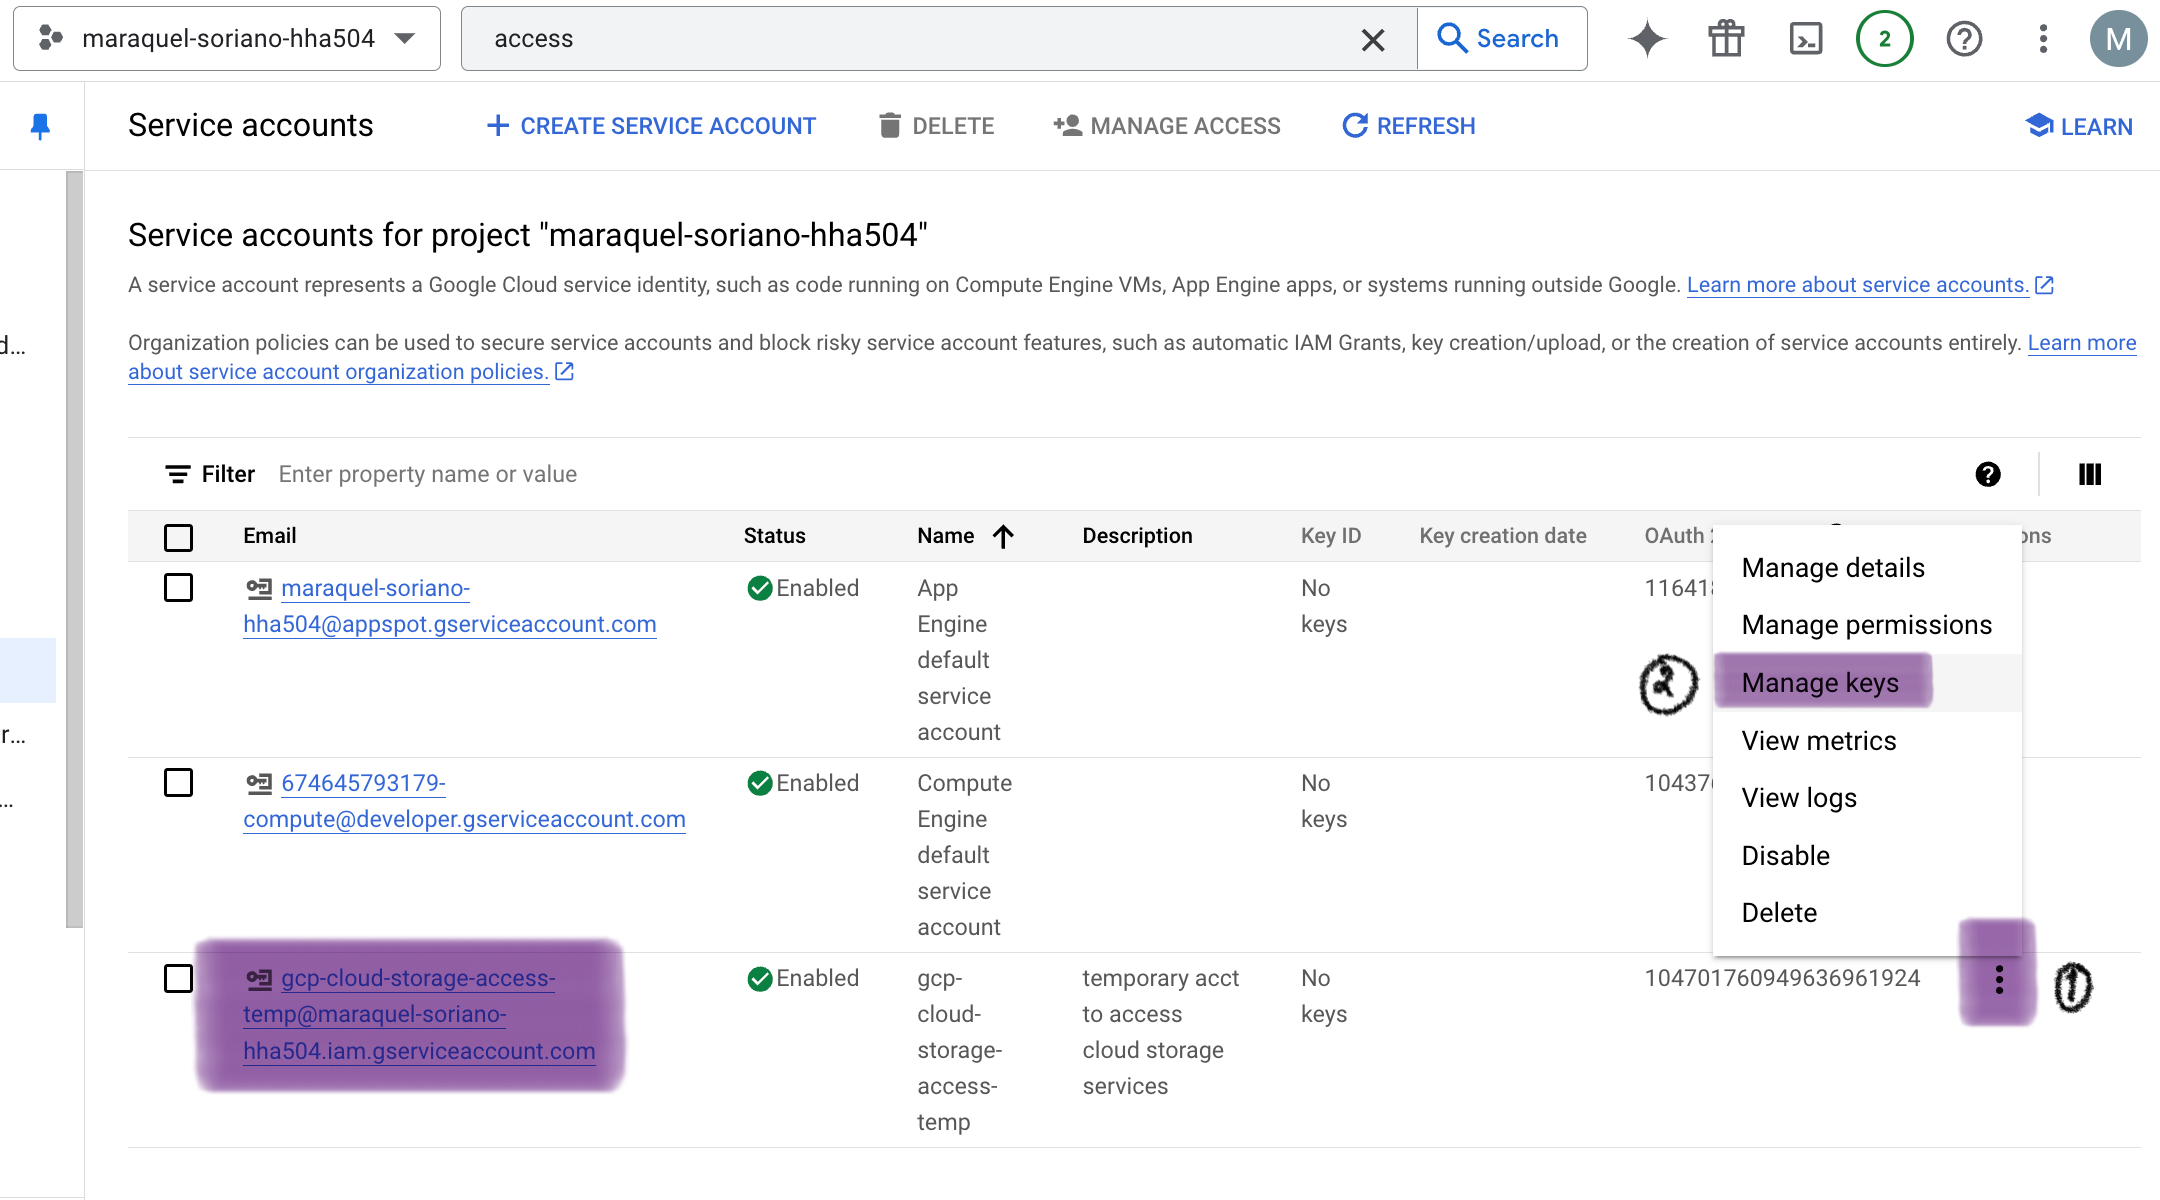 maraquel-soriano-hha504
access
Search
2
M
Service accounts
CREATE SERVICE ACCOUNT
DELETE
MANAGE ACCESS
REFRESH
LEARN
Service accounts for project "maraquel-soriano-hha504"
A service account represents a Google Cloud service identity, such as code running on Compute Engine VMs, App Engine apps, or systems running outside Google. Learn more about service accounts.
Organization policies can be used to secure service accounts and block risky service account features, such as automatic IAM Grants, key creation/upload, or the creation of service accounts entirely. Learn more
about service account organization policies.
d...
r...
...
Filter Enter property name or value
Email Status Name Description Key ID Key creation date OAuth 2 ons
maraquel-soriano-
hha504@appspot.gserviceaccount.com
Enabled
App
Engine
default
service
account
No
keys
11641
674645793179-
compute@developer.gserviceaccount.com
Enabled
Compute
Engine
default
service
account
No
keys
10437
gcp-cloud-storage-access-
temp@maraquel-soriano-
hha504.iam.gserviceaccount.com
Enabled
gcp-
cloud-
storage-
access-
temp
temporary acct
to access
cloud storage
services
No
keys
104701760949636961924
1
Manage details
Manage permissions
2
Manage keys
View metrics
View logs
Disable
Delete